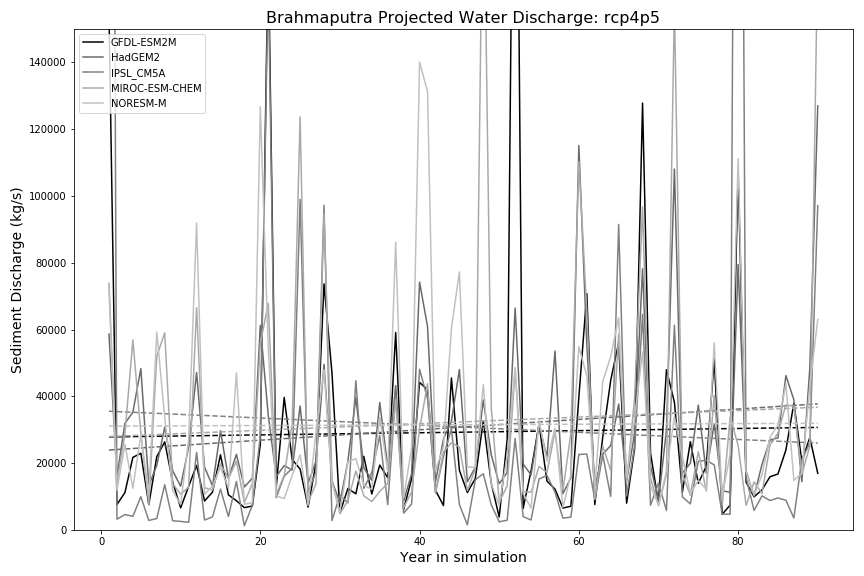 Brahmaputra Projected Water Discharge: rcp4p5
GFDL-ESM2M
HadGEM2
IPSL_CM5A
MIROC-ESM-CHEM
NORESM-M
140000
120000
100000
80000
60000
40000
20000
0
Sediment Discharge (kg/s)
0 20 40 60 80
Year in simulation